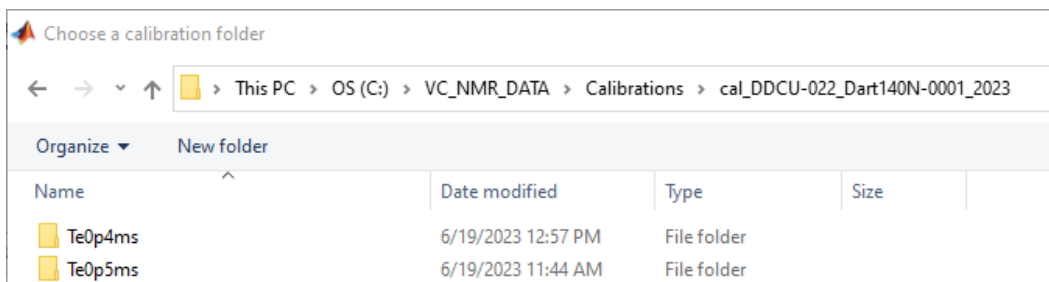 Choose a calibration folder
This PC > OS (C:) > VC_NMR_DATA > Calibrations > cal_DDCU-022_Dart140N-0001_2023
Organize New folder
Name Date modified Type Size
Te0p4ms 6/19/2023 12:57 PM File folder
Te0p5ms 6/19/2023 11:44 AM File folder